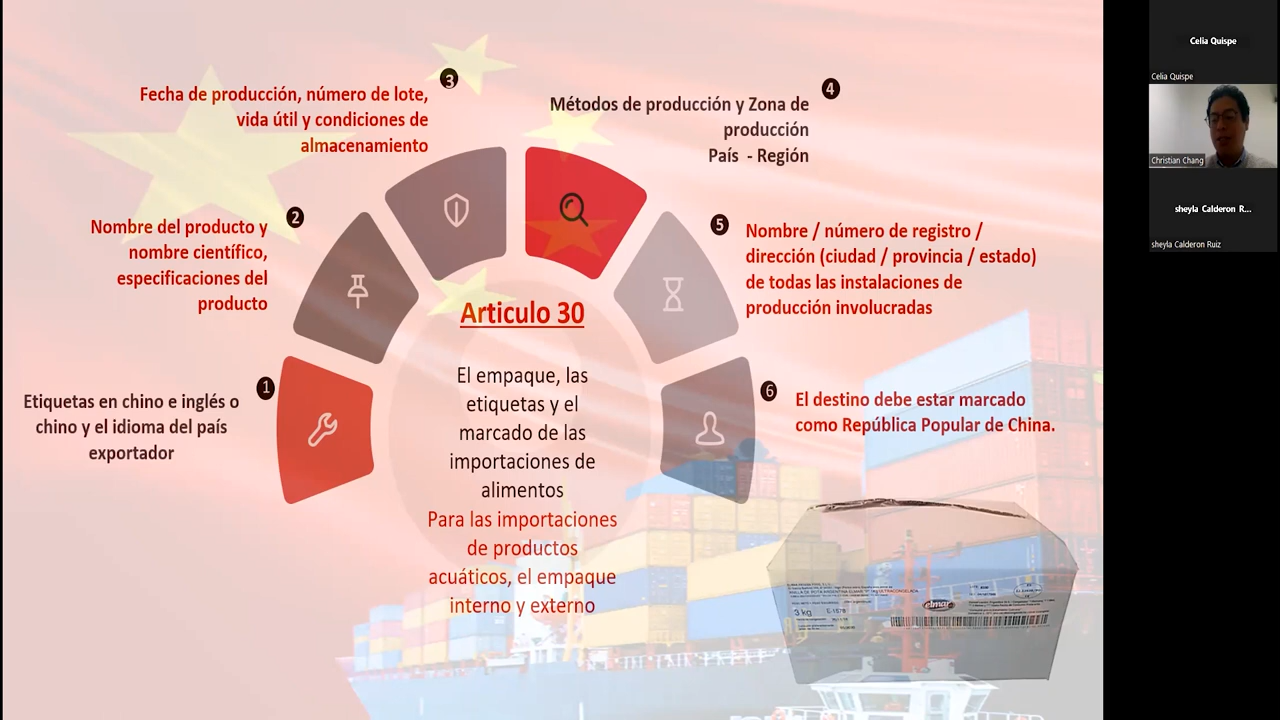 3
Fecha de producción, número de lote,
vida útil y condiciones de
almacenamiento
4
Métodos de producción y Zona de
producción
País - Región
2
Nombre del producto y
nombre científico,
especificaciones del
producto
5
Nombre / número de registro /
dirección (ciudad / provincia / estado)
de todas las instalaciones de
producción involucradas
1
Etiquetas en chino e inglés o
chino y el idioma del país
exportador
6
El destino debe estar marcado
como República Popular de China.
Articulo 30
El empaque, las
etiquetas y el
marcado de las
importaciones de
alimentos
Para las importaciones
de productos
acuáticos, el empaque
interno y externo
3 kg
E-1578
elmar
Celia Quispe
Celia Quispe
Christian Chang
sheyla Calderon R...
sheyla Calderon Ruiz